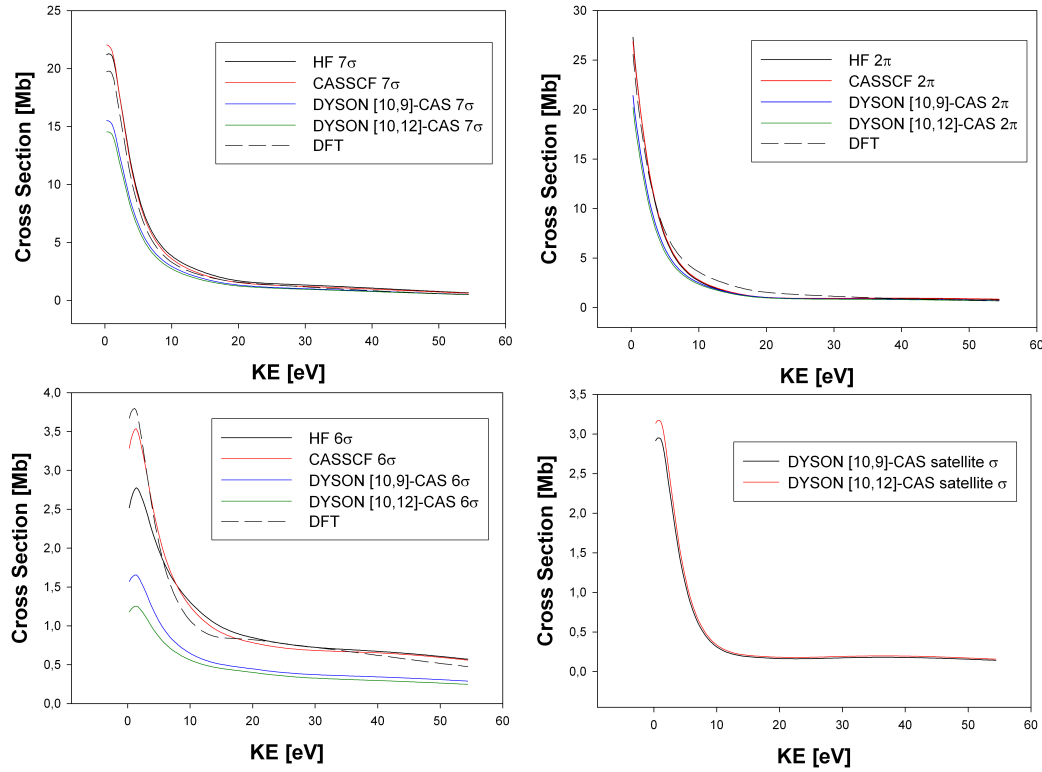 25
20
15
10
5
0
Cross Section [Mb]
HF 7σ
CASSCF 7σ
DYSON [10,9]-CAS 7σ
DYSON [10,12]-CAS 7σ
DFT
0 10 20 30 40 50 60
KE [eV]
30
25
20
15
10
5
0
Cross Section [Mb]
HF 2π
CASSCF 2π
DYSON [10,9]-CAS 2π
DYSON [10,12]-CAS 2π
DFT
0 10 20 30 40 50 60
KE [eV]
4,0
3,5
3,0
2,5
2,0
1,5
1,0
0,5
0,0
Cross Section [Mb]
HF 6σ
CASSCF 6σ
DYSON [10,9]-CAS 6σ
DYSON [10,12]-CAS 6σ
DFT
0 10 20 30 40 50 60
KE [eV]
3,5
3,0
2,5
2,0
1,5
1,0
0,5
0,0
Cross Section [Mb]
DYSON [10,9]-CAS satellite σ
DYSON [10,12]-CAS satellite σ
0 10 20 30 40 50 60
KE [eV]